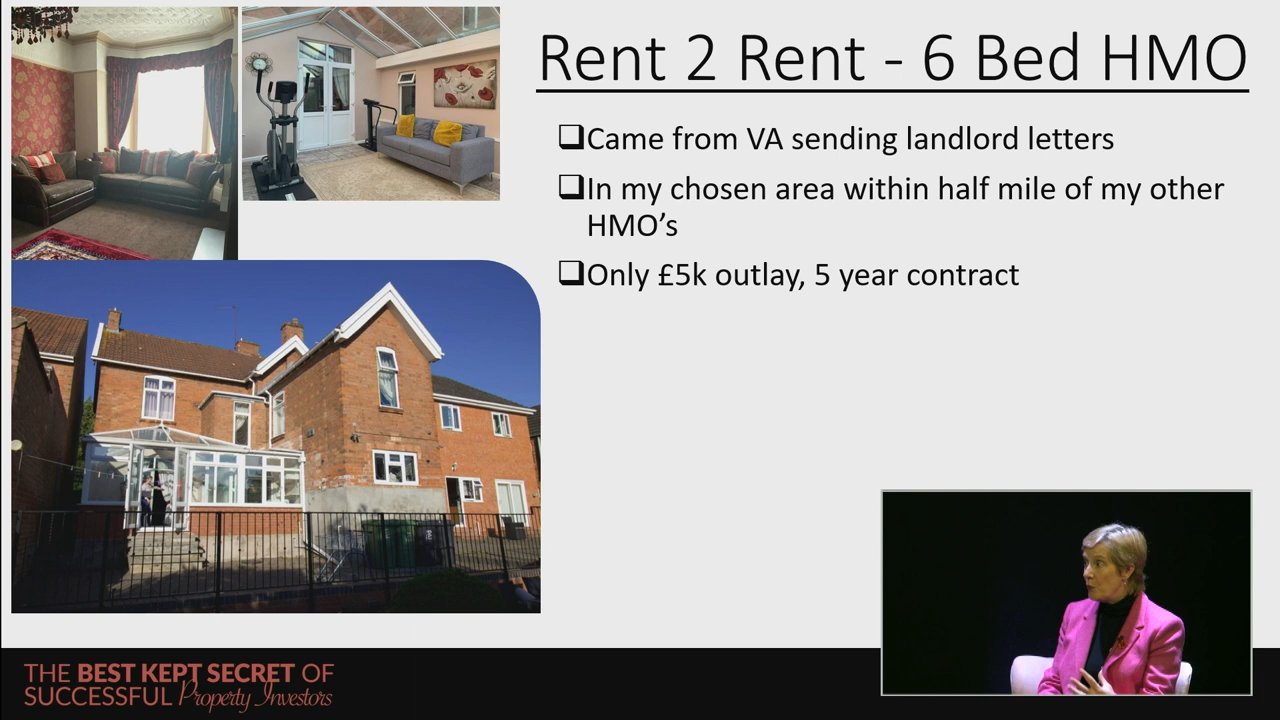 Rent 2 Rent - 6 Bed HMO
Came from VA sending landlord letters
In my chosen area within half mile of my other
HMO’s
Only £5k outlay, 5 year contract
THE BEST KEPT SECRET OF
SUCCESSFUL Property Investors